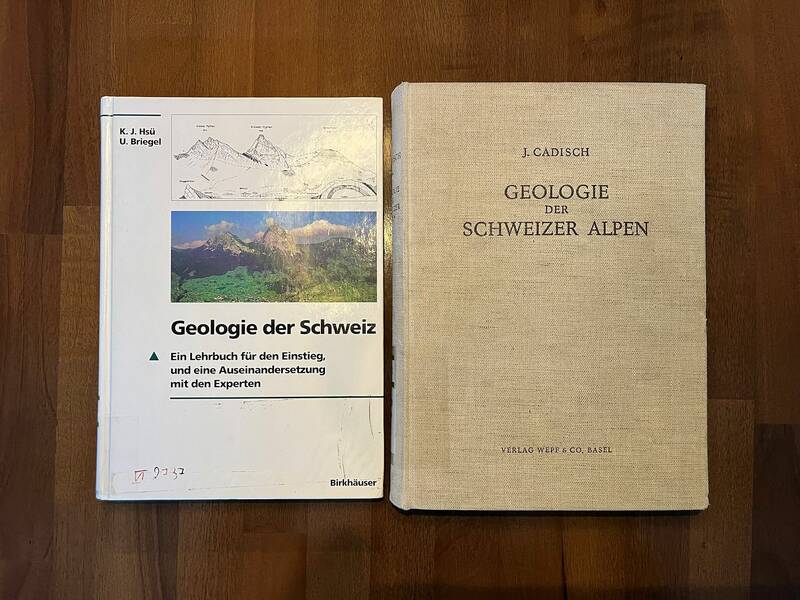 K. J. Hsü
U. Briegel
Geologie der Schweiz
Ein Lehrbuch für den Einstieg,
und eine Auseinandersetzung
mit den Experten
Birkhäuser
J. CADISCH
GEOLOGIE
DER
SCHWEIZER ALPEN
VERLAG WEPF & CO, BASEL